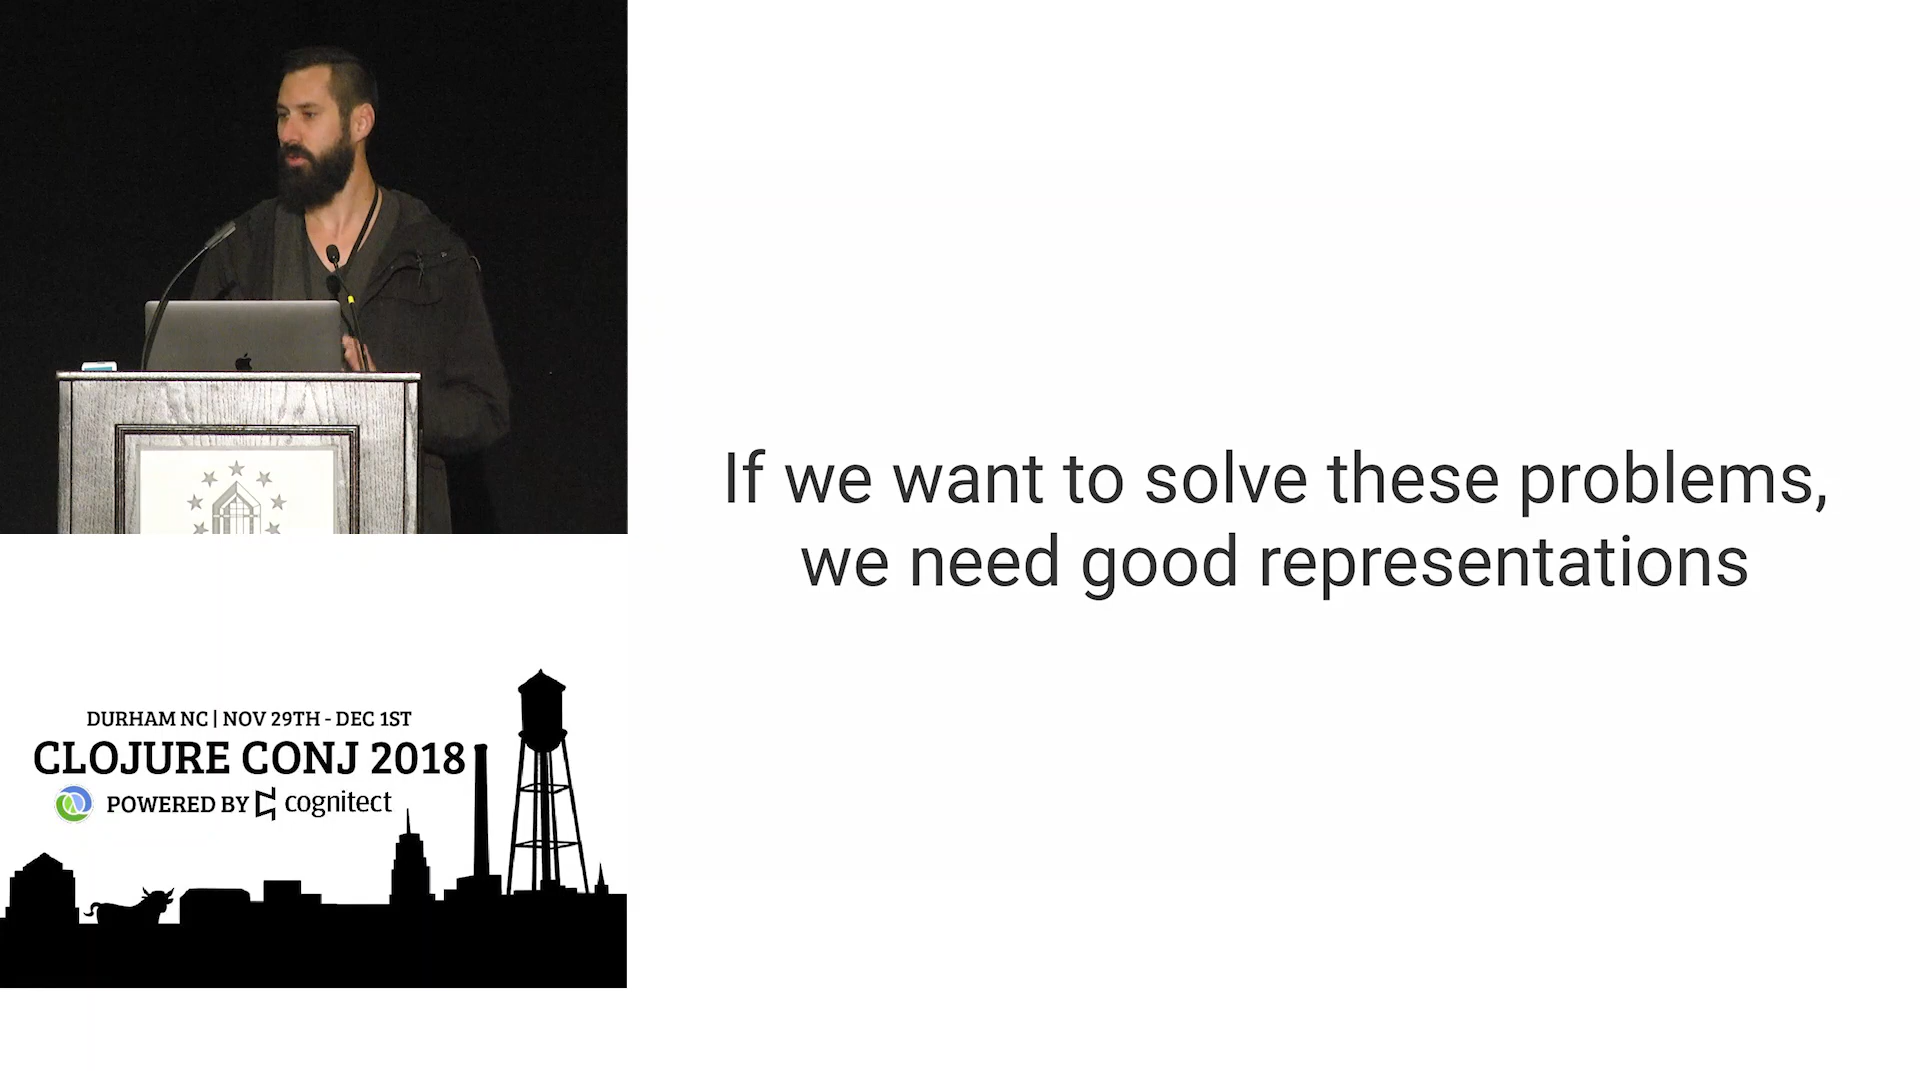 If we want to solve these problems,
we need good representations
DURHAM NC | NOV 29TH - DEC 1ST
CLOJURE CONJ 2018
POWERED BY cognitect